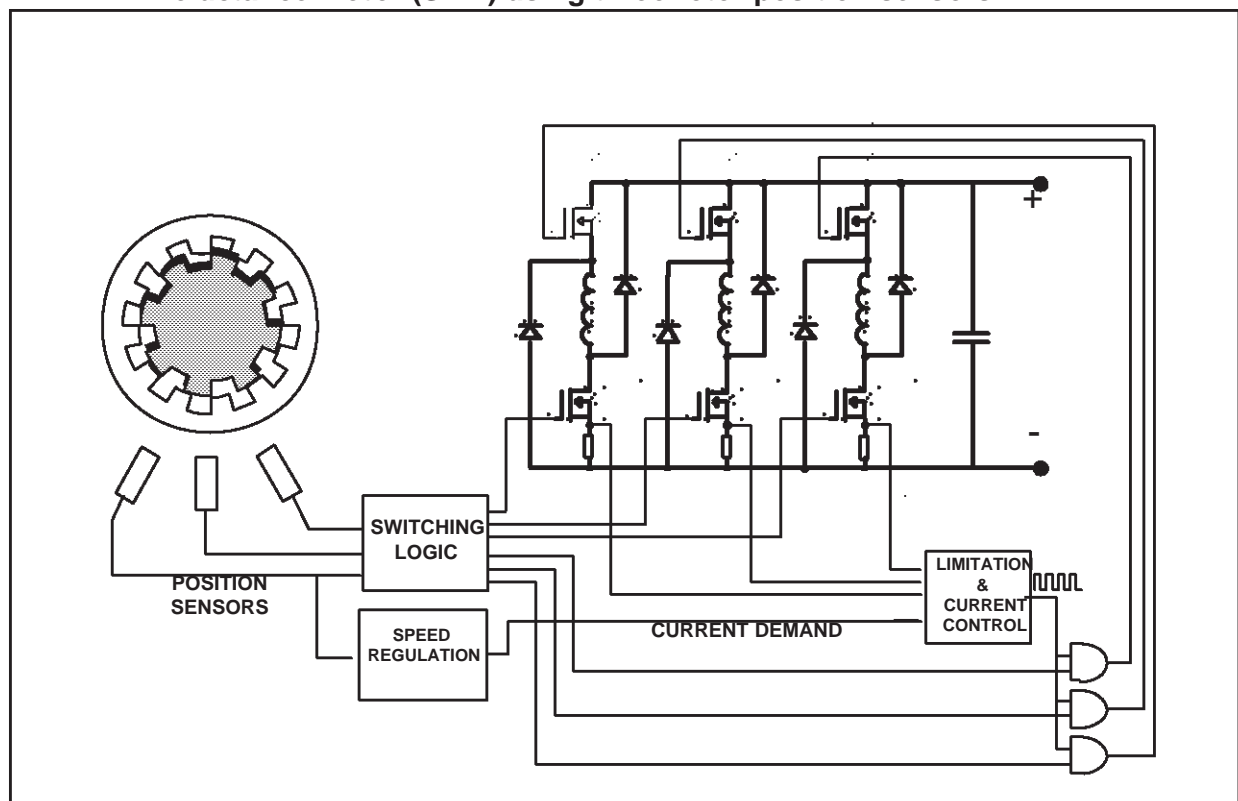 +
-
SWITCHING
LOGIC
POSITION
SENSORS
SPEED
REGULATION
CURRENT DEMAND
LIMITATION
&
CURRENT
CONTROL